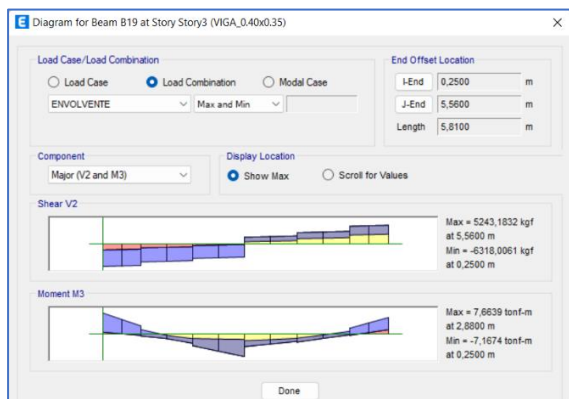 E Diagram for Beam B19 at Story Story3 (VIGA_0.40x0.35)
Load Case/Load Combination
Load Case Load Combination Modal Case
ENVOLVENTE Max and Min
End Offset Location
I-End 0,2500 m
J-End 5,5600 m
Length 5,8100 m
Component
Major (V2 and M3)
Display Location
Show Max Scroll for Values
Shear V2
Max = 5243,1832 kgf
at 5,5600 m
Min = -6318,0061 kgf
at 0,2500 m
Moment M3
Max = 7,6639 tonf-m
at 2,8800 m
Min = -7,1674 tonf-m
at 0,2500 m
Done